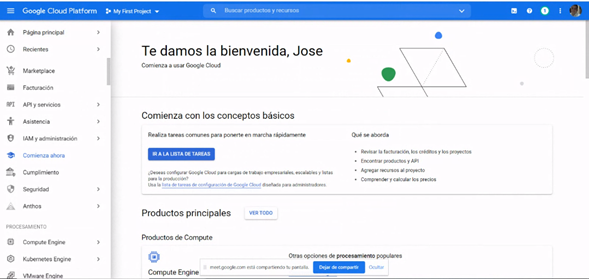 Google Cloud Platform
My First Project
Buscar productos y recursos
Página principal
Recientes
Marketplace
Facturación
API y servicios
Asistencia
IAM y administración
Comienza ahora
Cumplimiento
Seguridad
Anthos
PROCESAMIENTO
Compute Engine
Kubernetes Engine
VMware Engine
Te damos la bienvenida, Jose
Comienza a usar Google Cloud
Comienza con los conceptos básicos
Realiza tareas comunes para ponerte en marcha rápidamente
IR A LA LISTA DE TAREAS
¿Deseas configurar Google Cloud para cargas de trabajo empresariales, escalables y listas
para la producción?
Usa la lista de tareas de configuración de Google Cloud diseñada para administradores.
Qué se aborda
Revisar la facturación, los créditos y los proyectos
Encontrar productos y API
Agregar recursos al proyecto
Comprender y calcular los precios
Productos principales
VER TODO
Productos de Compute
Otras opciones de procesamiento populares
Compute Engine
meet.google.com está compartiendo tu pantalla.
Dejar de compartir
Ocultar